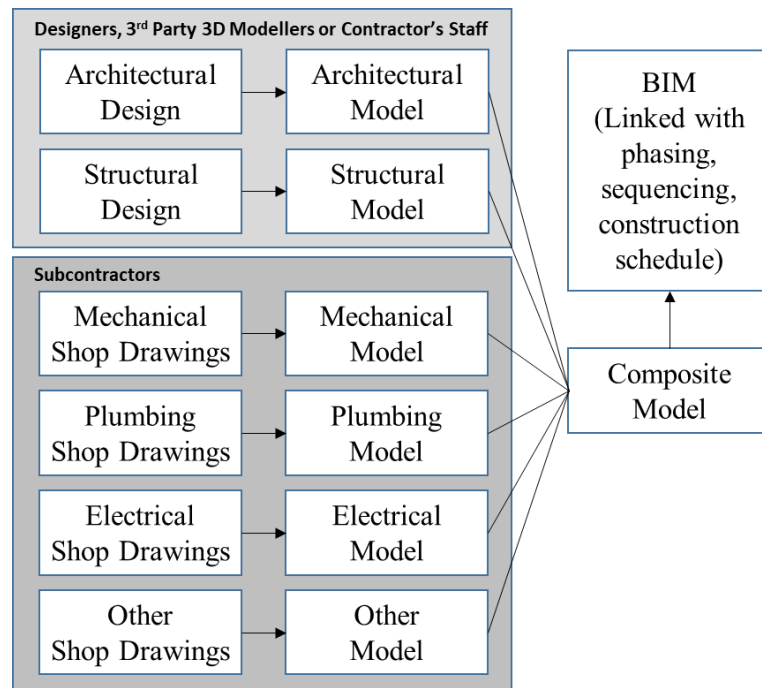 Designers, 3rd Party 3D Modellers or Contractor's Staff
Architectural
Design
Architectural
Model
Structural
Design
Structural
Model
Subcontractors
Mechanical
Shop Drawings
Mechanical
Model
Plumbing
Shop Drawings
Plumbing
Model
Electrical
Shop Drawings
Electrical
Model
Other
Shop Drawings
Other
Model
BIM
(Linked with
phasing,
sequencing,
construction
schedule)
Composite
Model